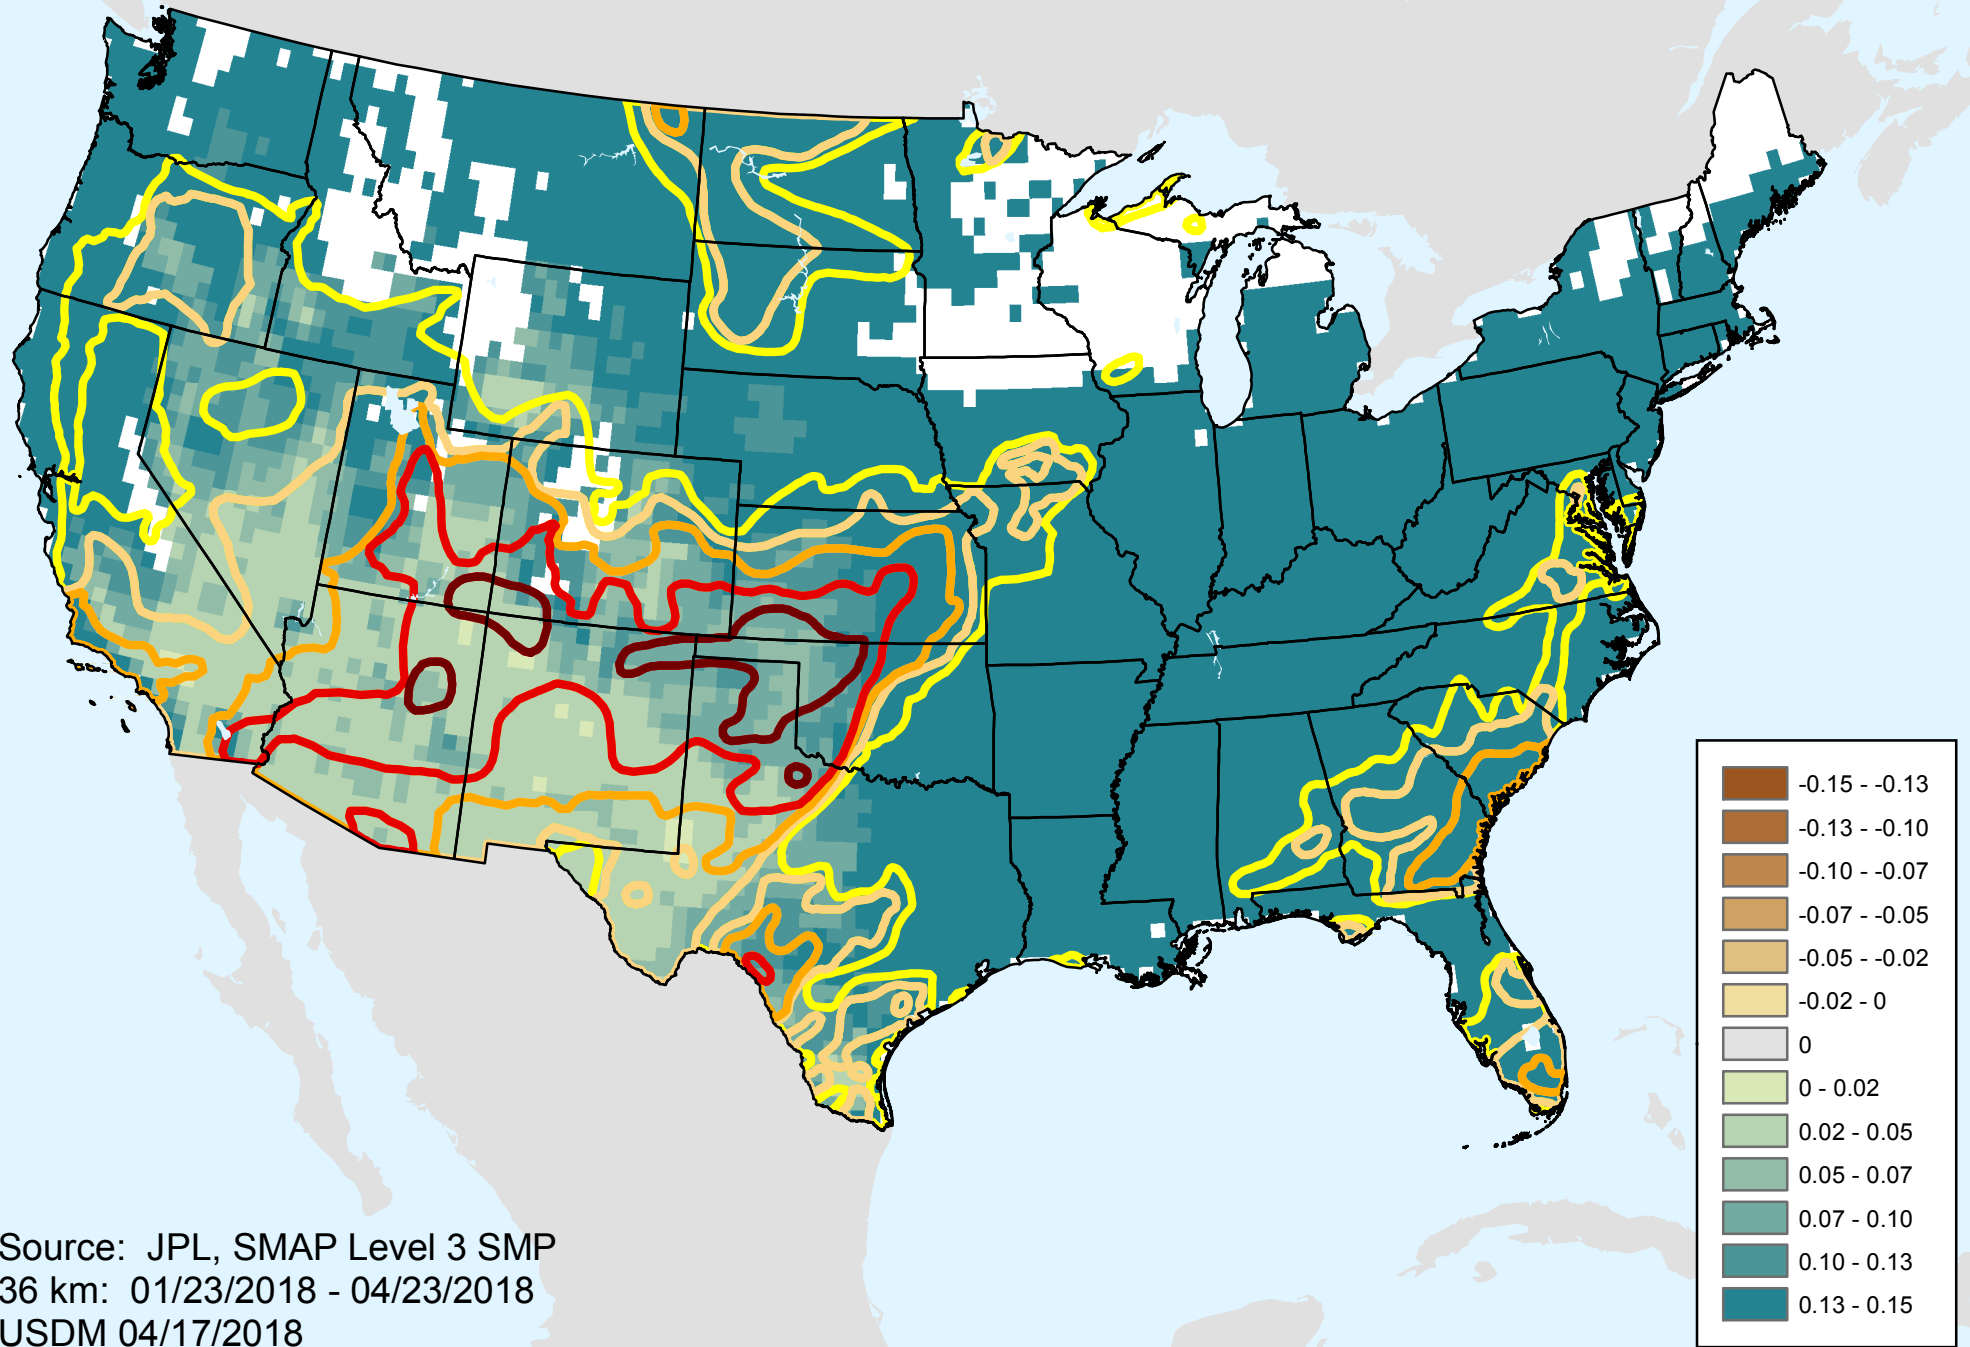 -0.15 - -0.13
-0.13 - -0.10
-0.10 - -0.07
-0.07 - -0.05
-0.05 - -0.02
-0.02 - 0
0
0 - 0.02
0.02 - 0.05
0.05 - 0.07
0.07 - 0.10
0.10 - 0.13
0.13 - 0.15
Source:  JPL, SMAP Level 3 SMP
36 km:  01/23/2018 - 04/23/2018
USDM 04/17/2018